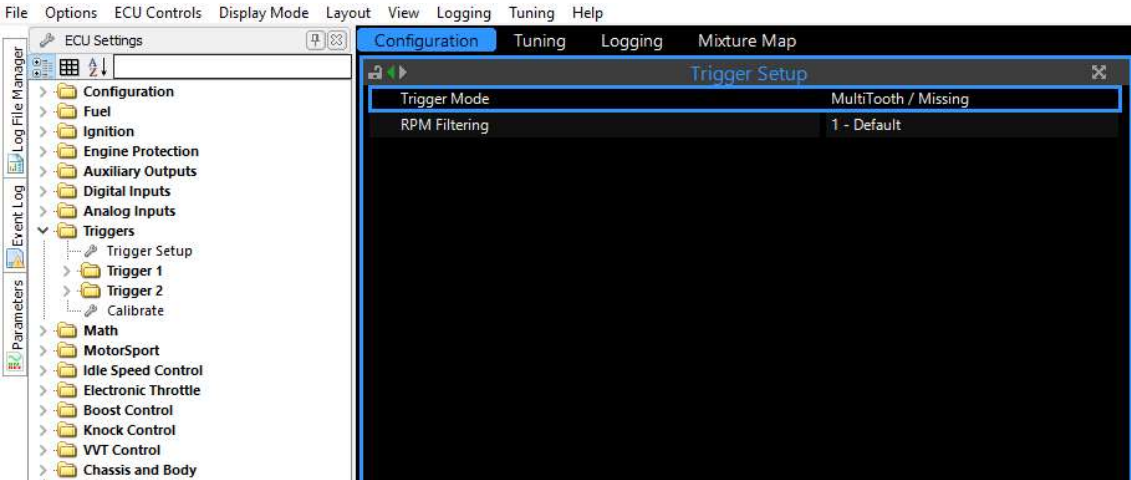 File Options ECU Controls Display Mode Layout View Logging Tuning Help
Log File Manager
Event Log
Parameters
ECU Settings
Configuration
Fuel
Ignition
Engine Protection
Auxiliary Outputs
Digital Inputs
Analog Inputs
Triggers
Trigger Setup
Trigger 1
Trigger 2
Calibrate
Math
MotorSport
Idle Speed Control
Electronic Throttle
Boost Control
Knock Control
VVT Control
Chassis and Body
Configuration Tuning Logging Mixture Map
Trigger Setup
Trigger Mode MultiTooth / Missing
RPM Filtering 1 - Default